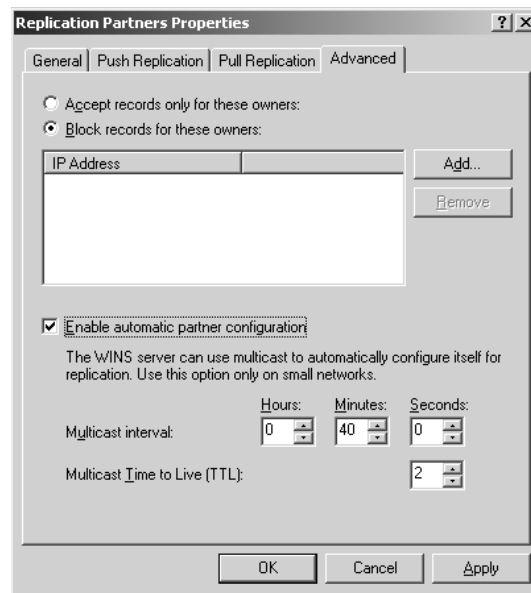 Replication Partners Properties
General Push Replication Pull Replication Advanced
Accept records only for these owners:
Block records for these owners:
IP Address
Add...
Remove
Enable automatic partner configuration
The WINS server can use multicast to automatically configure itself for
replication. Use this option only on small networks.
Hours: Minutes: Seconds:
Multicast interval: 0 40 0
Multicast Time to Live (TTL): 2
OK Cancel Apply